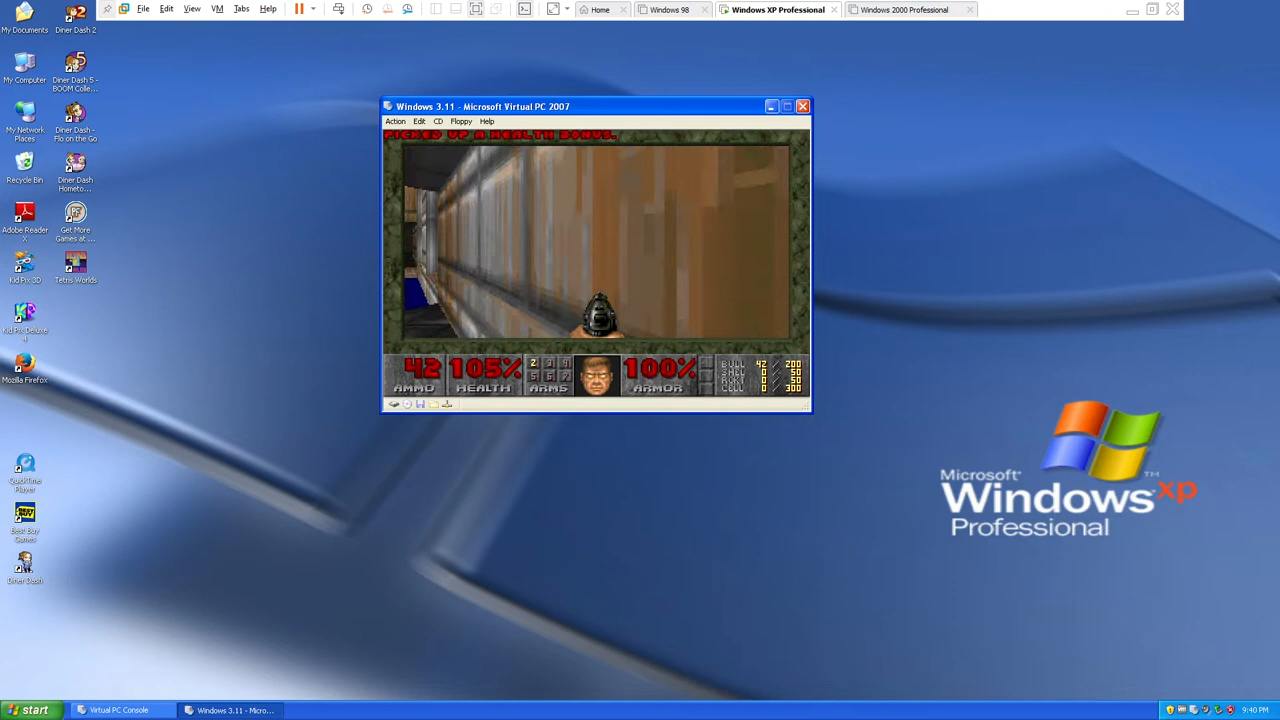 File Edit View VM Tabs Help
Home
Windows 98
Windows XP Professional
Windows 2000 Professional
My Documents
Diner Dash 2
My Computer
Diner Dash 5 - BOOM Colle...
My Network Places
Diner Dash - Flo on the Go
Recycle Bin
Diner Dash Hometo...
Adobe Reader X
Get More Games at ...
Kid Pix 3D
Tetris Worlds
Kid Pix Deluxe 4
Mozilla Firefox
QuickTime Player
Best Buy Games
Diner Dash
Windows 3.11 - Microsoft Virtual PC 2007
Action Edit CD Floppy Help
PICKED UP A HEALTH BONUS.
42 105% 2 3 4 100%
5 6 7
AMMO HEALTH ARMS ARMOR
BULL 42 / 200
SHEL 0 / 50
RCKT 0 / 50
CELL 0 / 300
Microsoft
Windows xp
TM
Professional
start
Virtual PC Console
Windows 3.11 - Micro...
9:40 PM